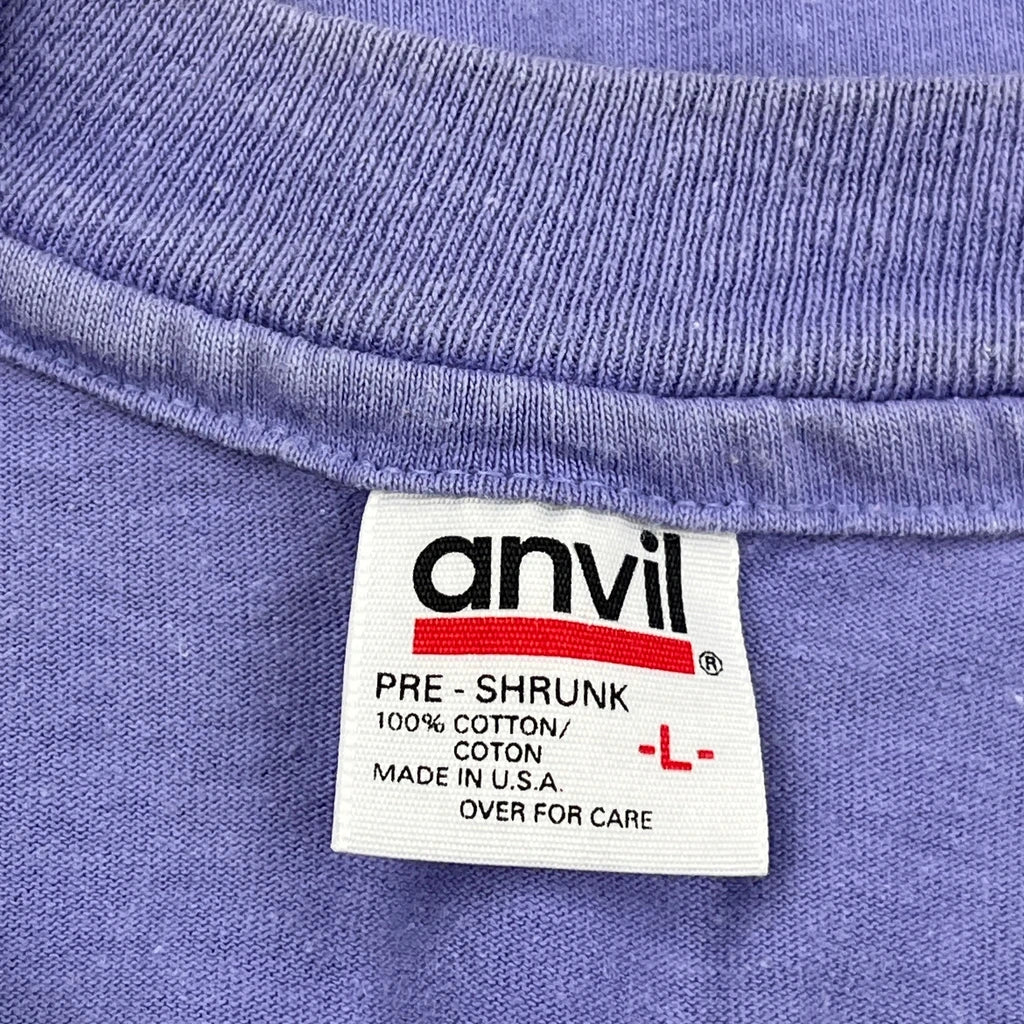 anvil
®
PRE - SHRUNK
100% COTTON/
COTON
-L-
MADE IN U.S.A.
OVER FOR CARE